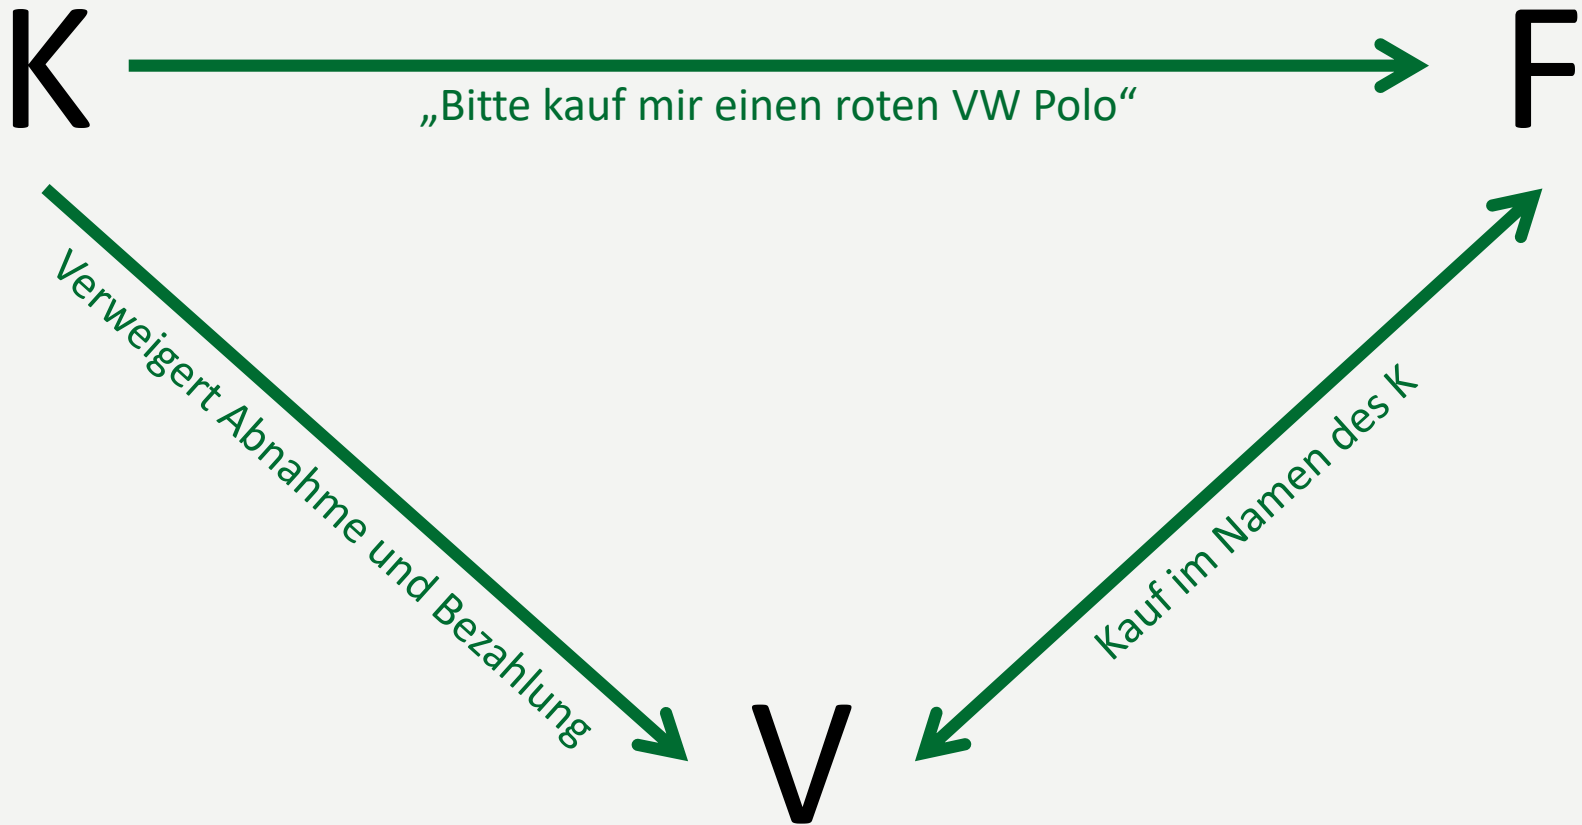 K
F
„Bitte kauf mir einen roten VW Polo“
Verweigert Abnahme und Bezahlung
Kauf im Namen des K
V